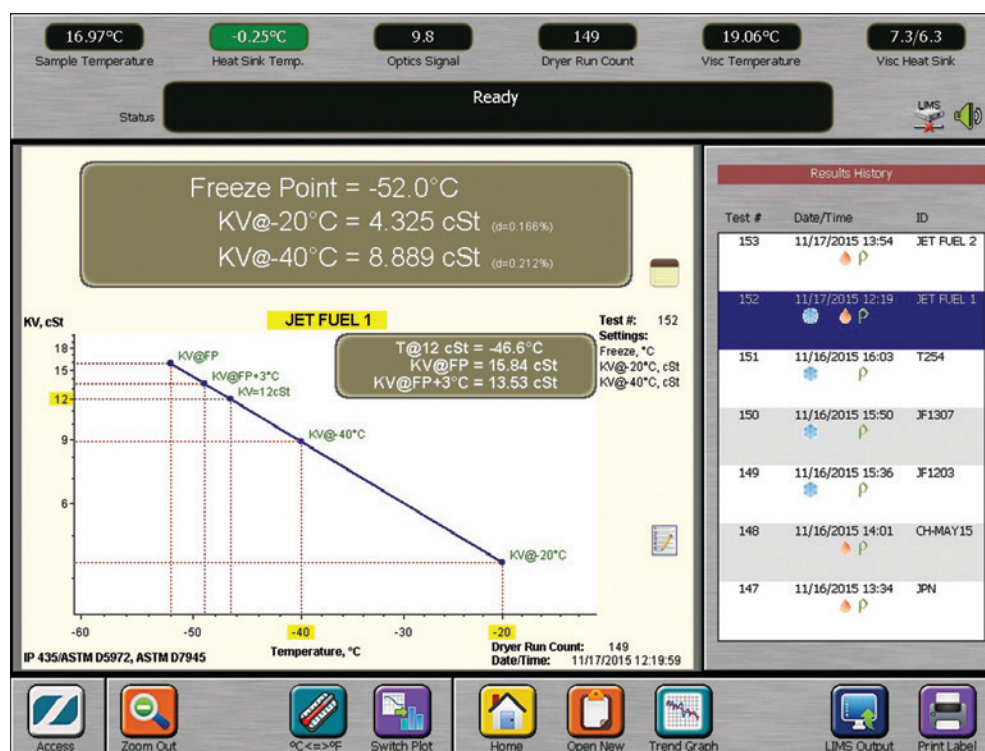 16.97°C -0.25°C 9.8 149 19.06°C 7.3/6.3
Sample Temperature Heat Sink Temp. Optics Signal Dryer Run Count Visc Temperature Visc Heat Sink
Ready
Status
LIMS
Freeze Point = -52.0°C
KV@-20°C = 4.325 cSt (d=0.166%)
KV@-40°C = 8.889 cSt (d=0.212%)
KV, cSt
JET FUEL 1
Test #: 152
Settings:
Freeze, °C
KV@-20°C, cSt
KV@-40°C, cSt
T@12 cSt = -46.6°C
KV@FP = 15.84 cSt
KV@FP+3°C = 13.53 cSt
18
15
12
9
6
KV@FP
KV@FP+3°C
KV=12cSt
KV@-40°C
KV@-20°C
-60 -50 -40 -30 -20
Temperature, °C
IP 435/ASTM D5972, ASTM D7945
Dryer Run Count: 149
Date/Time: 11/17/2015 12:19:59
Results History
Test # Date/Time ID
153 11/17/2015 13:54 JET FUEL 2
152 11/17/2015 12:19 JET FUEL 1
151 11/16/2015 16:03 T254
150 11/16/2015 15:50 JF1307
149 11/16/2015 15:36 JF1203
148 11/16/2015 14:01 CH-MAY15
147 11/16/2015 13:34 JPN
Access Zoom Out °C<=>°F Switch Plot Home Open New Trend Graph LIMS Output Print Label